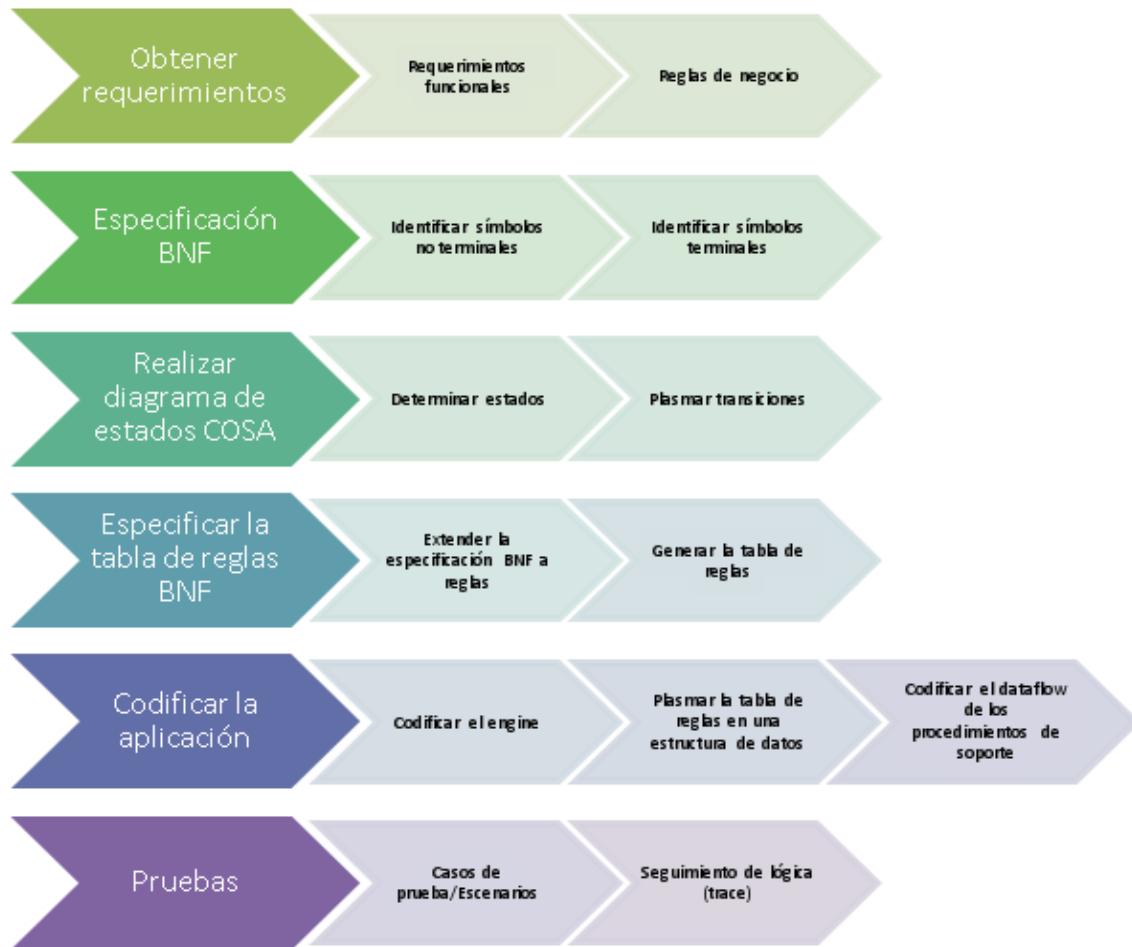 Obtener
requerimientos
Requerimientos
funcionales
Reglas de negocio
Especificación
BNF
Identificar símbolos
no terminales
Identificar símbolos
terminales
Realizar
diagrama de
estados COSA
Determinar estados
Plasmar transiciones
Especificar la
tabla de reglas
BNF
Extender la
especificación BNF a
reglas
Generar la tabla de
reglas
Codificar la
aplicación
Codificar el engine
Plasmar la tabla de
reglas en una
estructura de datos
Codificar el dataflow
de los
procedimientos de
soporte
Pruebas
Casos de
prueba/Escenarios
Seguimiento de lógica
(trace)